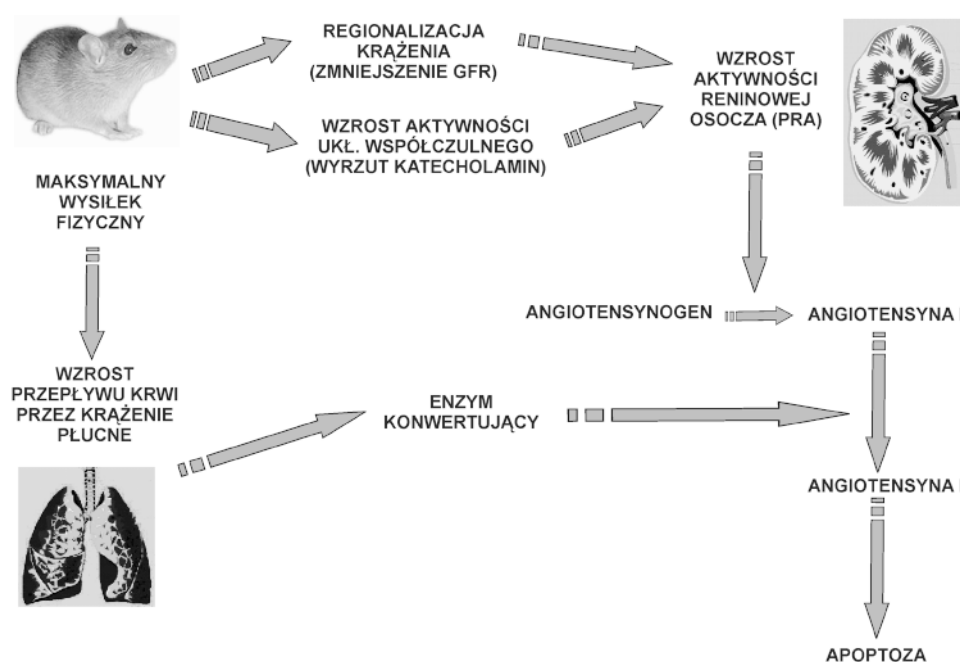 REGIONALIZACJA
KRĄŻENIA
(ZMNIEJSZENIE GFR)
WZROST
AKTYWNOŚCI
RENINOWEJ
OSOCZA (PRA)
WZROST AKTYWNOŚCI
UKŁ. WSPÓŁCZULNEGO
(WYRZUT KATECHOLAMIN)
MAKSYMALNY
WYSIŁEK
FIZYCZNY
ANGIOTENSYNOGEN
ANGIOTENSYNA I
WZROST
PRZEPŁYWU KRWI
PRZEZ KRĄŻENIE
PŁUCNE
ENZYM
KONWERTUJĄCY
ANGIOTENSYNA I
APOPTOZA